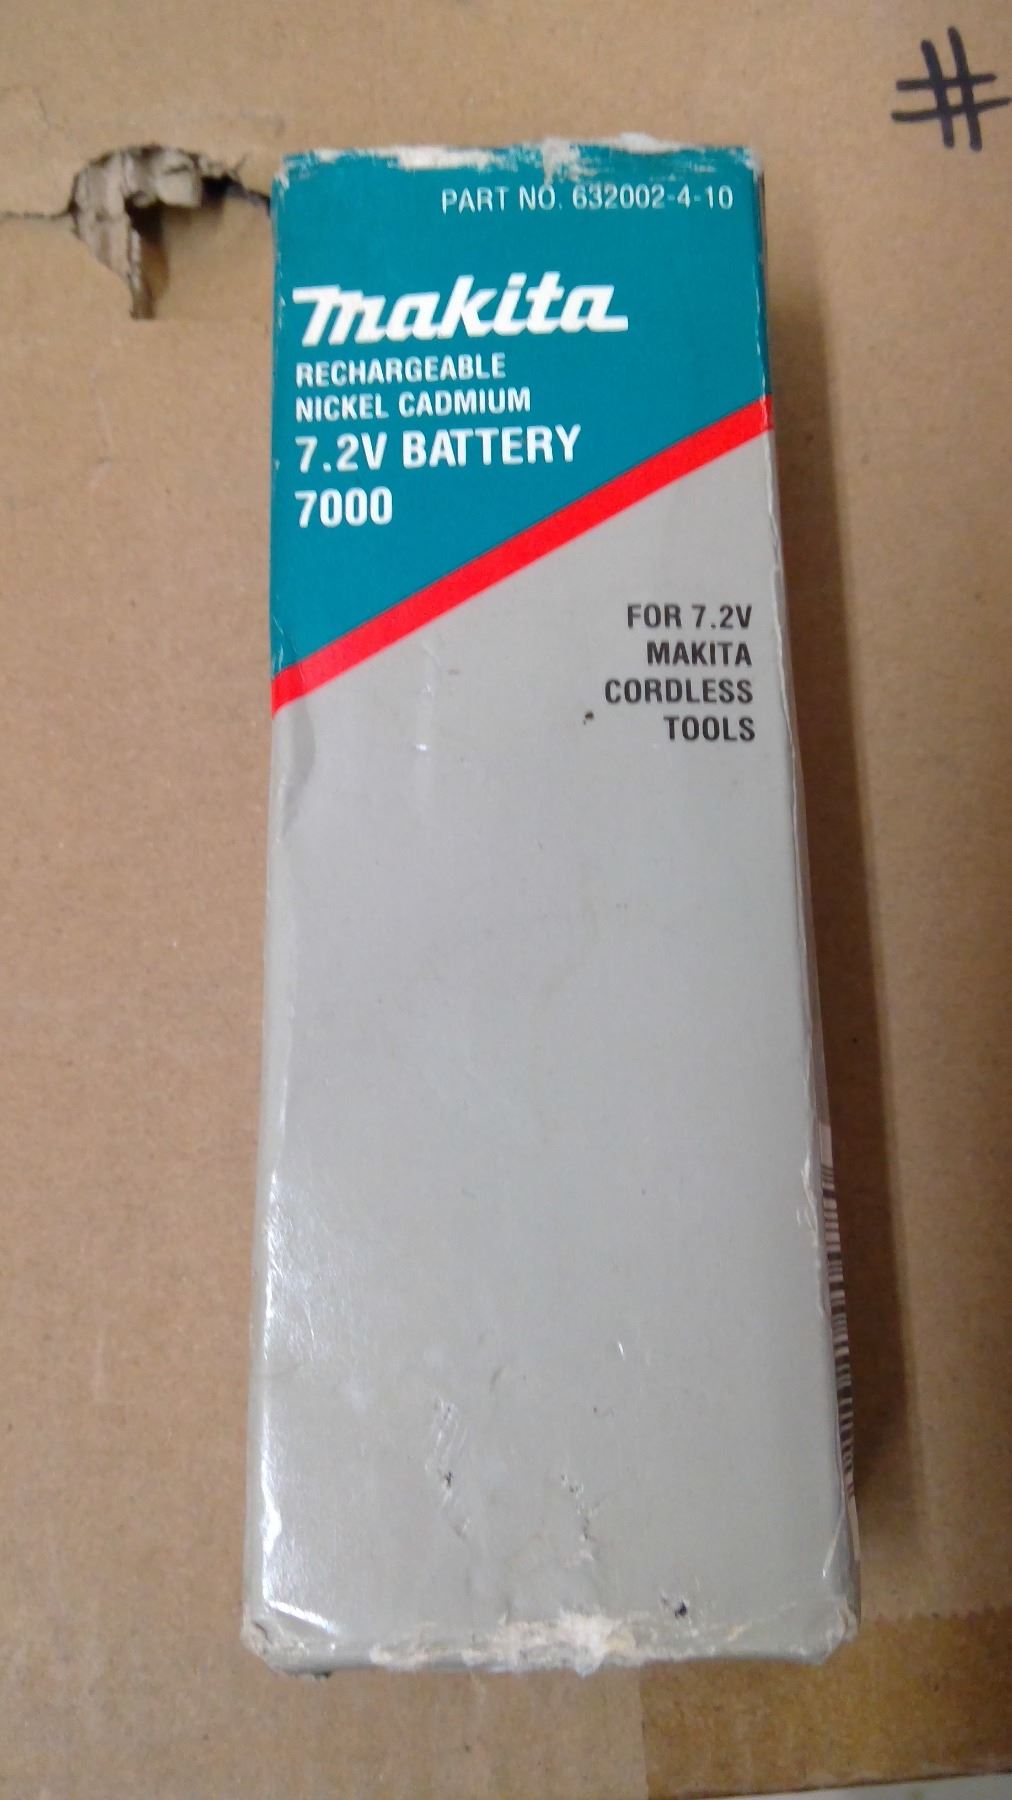 #
PART NO. 632002-4-10
makita
RECHARGEABLE
NICKEL CADMIUM
7.2V BATTERY
7000
FOR 7.2V
MAKITA
CORDLESS
TOOLS